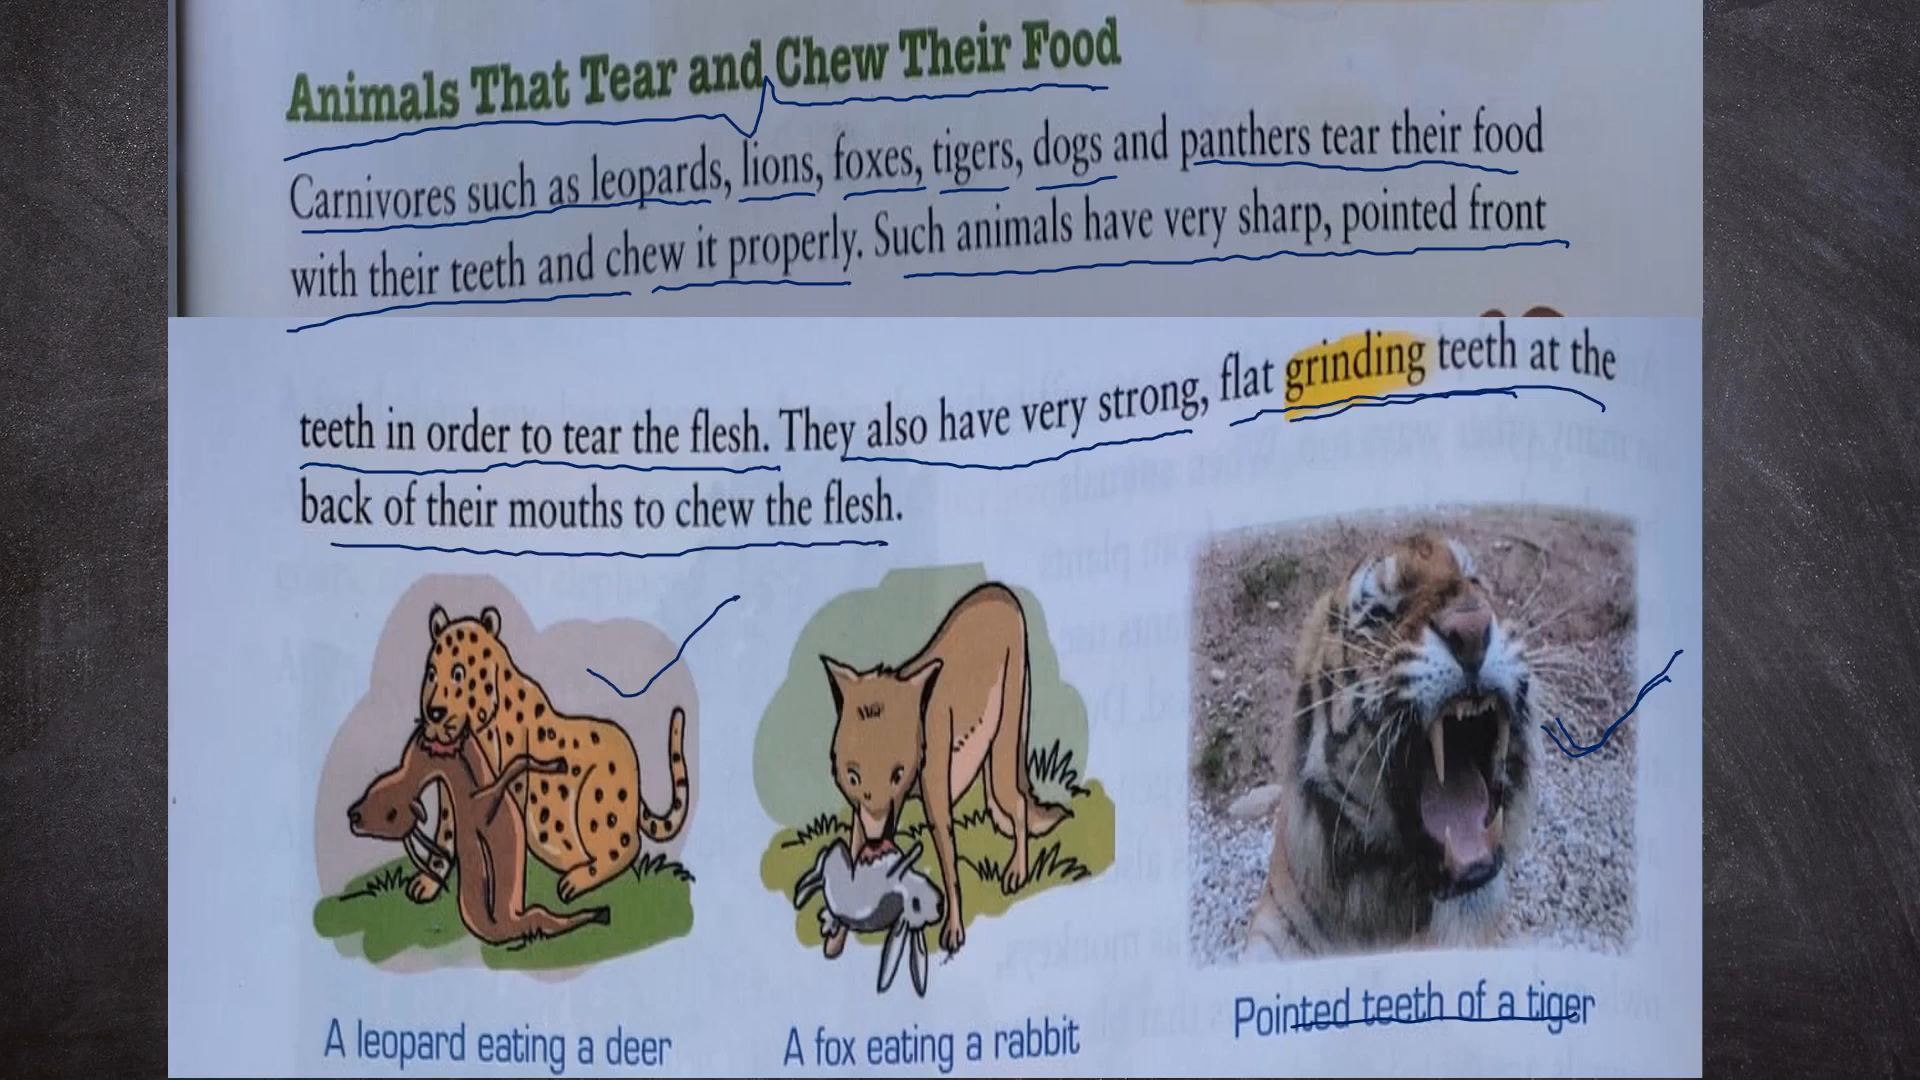 Animals That Tear and Chew Their Food
Carnivores such as leopards, lions, foxes, tigers, dogs and panthers tear their food
with their teeth and chew it properly. Such animals have very sharp, pointed front
teeth in order to tear the flesh. They also have very strong, flat grinding teeth at the
back of their mouths to chew the flesh.
A leopard eating a deer
A fox eating a rabbit
Pointed teeth of a tiger